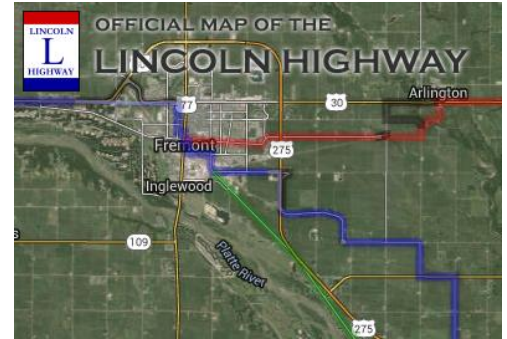 LINCOLN
L
HIGHWAY
OFFICIAL MAP OF THE
LINCOLN HIGHWAY
Arlington
77
30
Fremont
275
Inglewood
109
Platte River
275